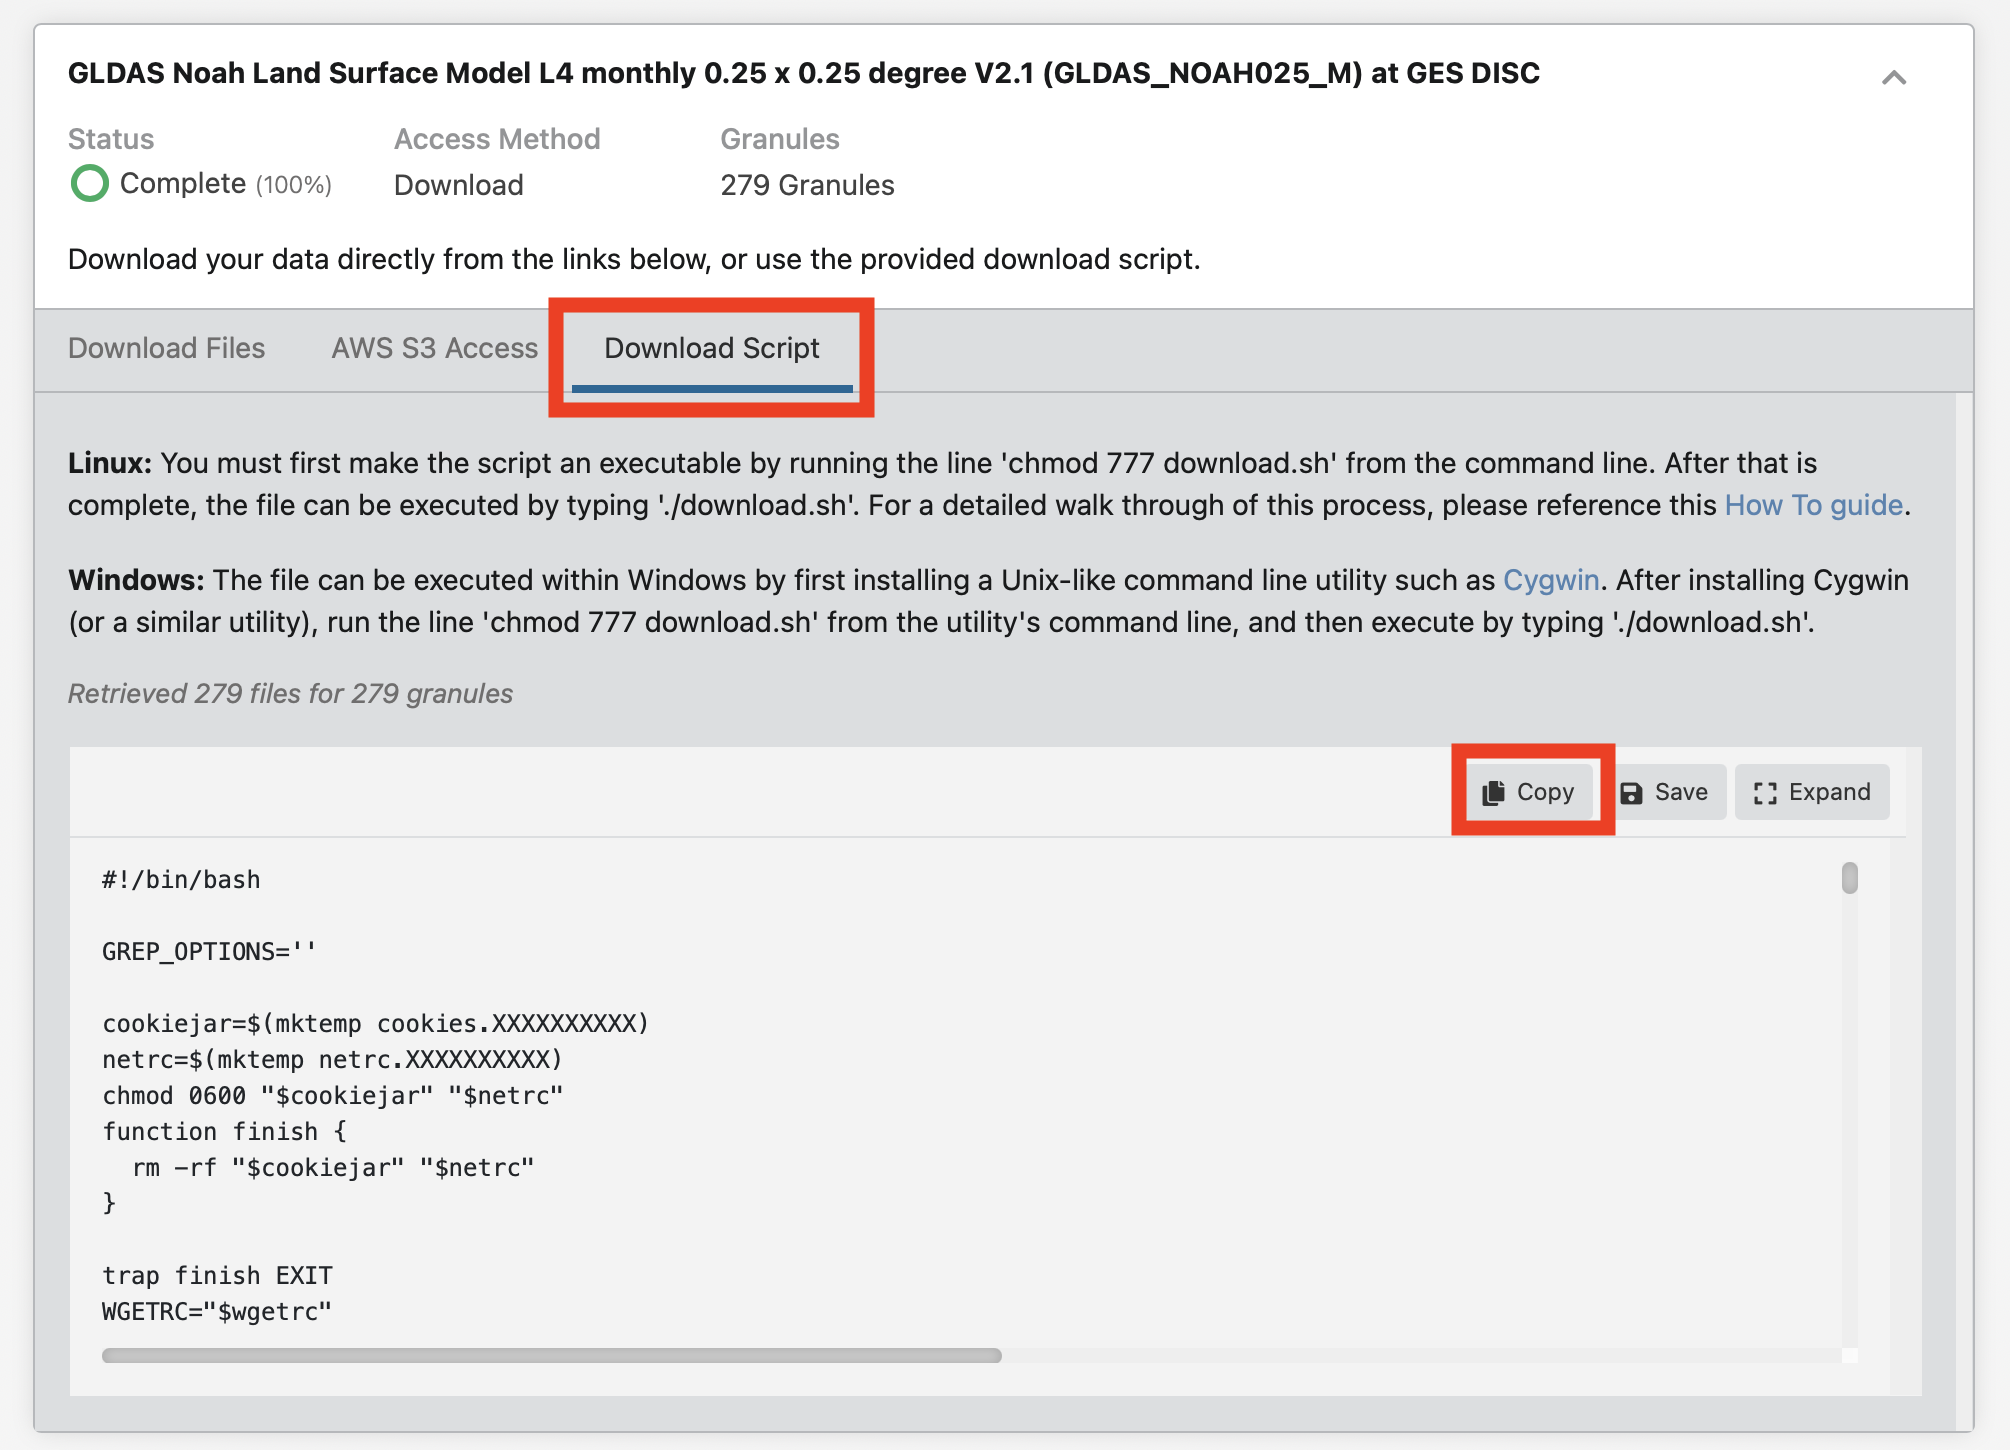 GLDAS Noah Land Surface Model L4 monthly 0.25 x 0.25 degree V2.1 (GLDAS_NOAH025_M) at GES DISC
Status Access Method Granules
Complete (100%) Download 279 Granules
Download your data directly from the links below, or use the provided download script.
Download Files AWS S3 Access Download Script
Linux: You must first make the script an executable by running the line 'chmod 777 download.sh' from the command line. After that is
complete, the file can be executed by typing './download.sh'. For a detailed walk through of this process, please reference this How To guide.
Windows: The file can be executed within Windows by first installing a Unix-like command line utility such as Cygwin. After installing Cygwin
(or a similar utility), run the line 'chmod 777 download.sh' from the utility's command line, and then execute by typing './download.sh'.
Retrieved 279 files for 279 granules
Copy Save Expand
#!/bin/bash
GREP_OPTIONS=''
cookiejar=$(mktemp cookies.XXXXXXXXXX)
netrc=$(mktemp netrc.XXXXXXXXXX)
chmod 0600 "$cookiejar" "$netrc"
function finish {
  rm -rf "$cookiejar" "$netrc"
}
trap finish EXIT
WGETRC="$wgetrc"